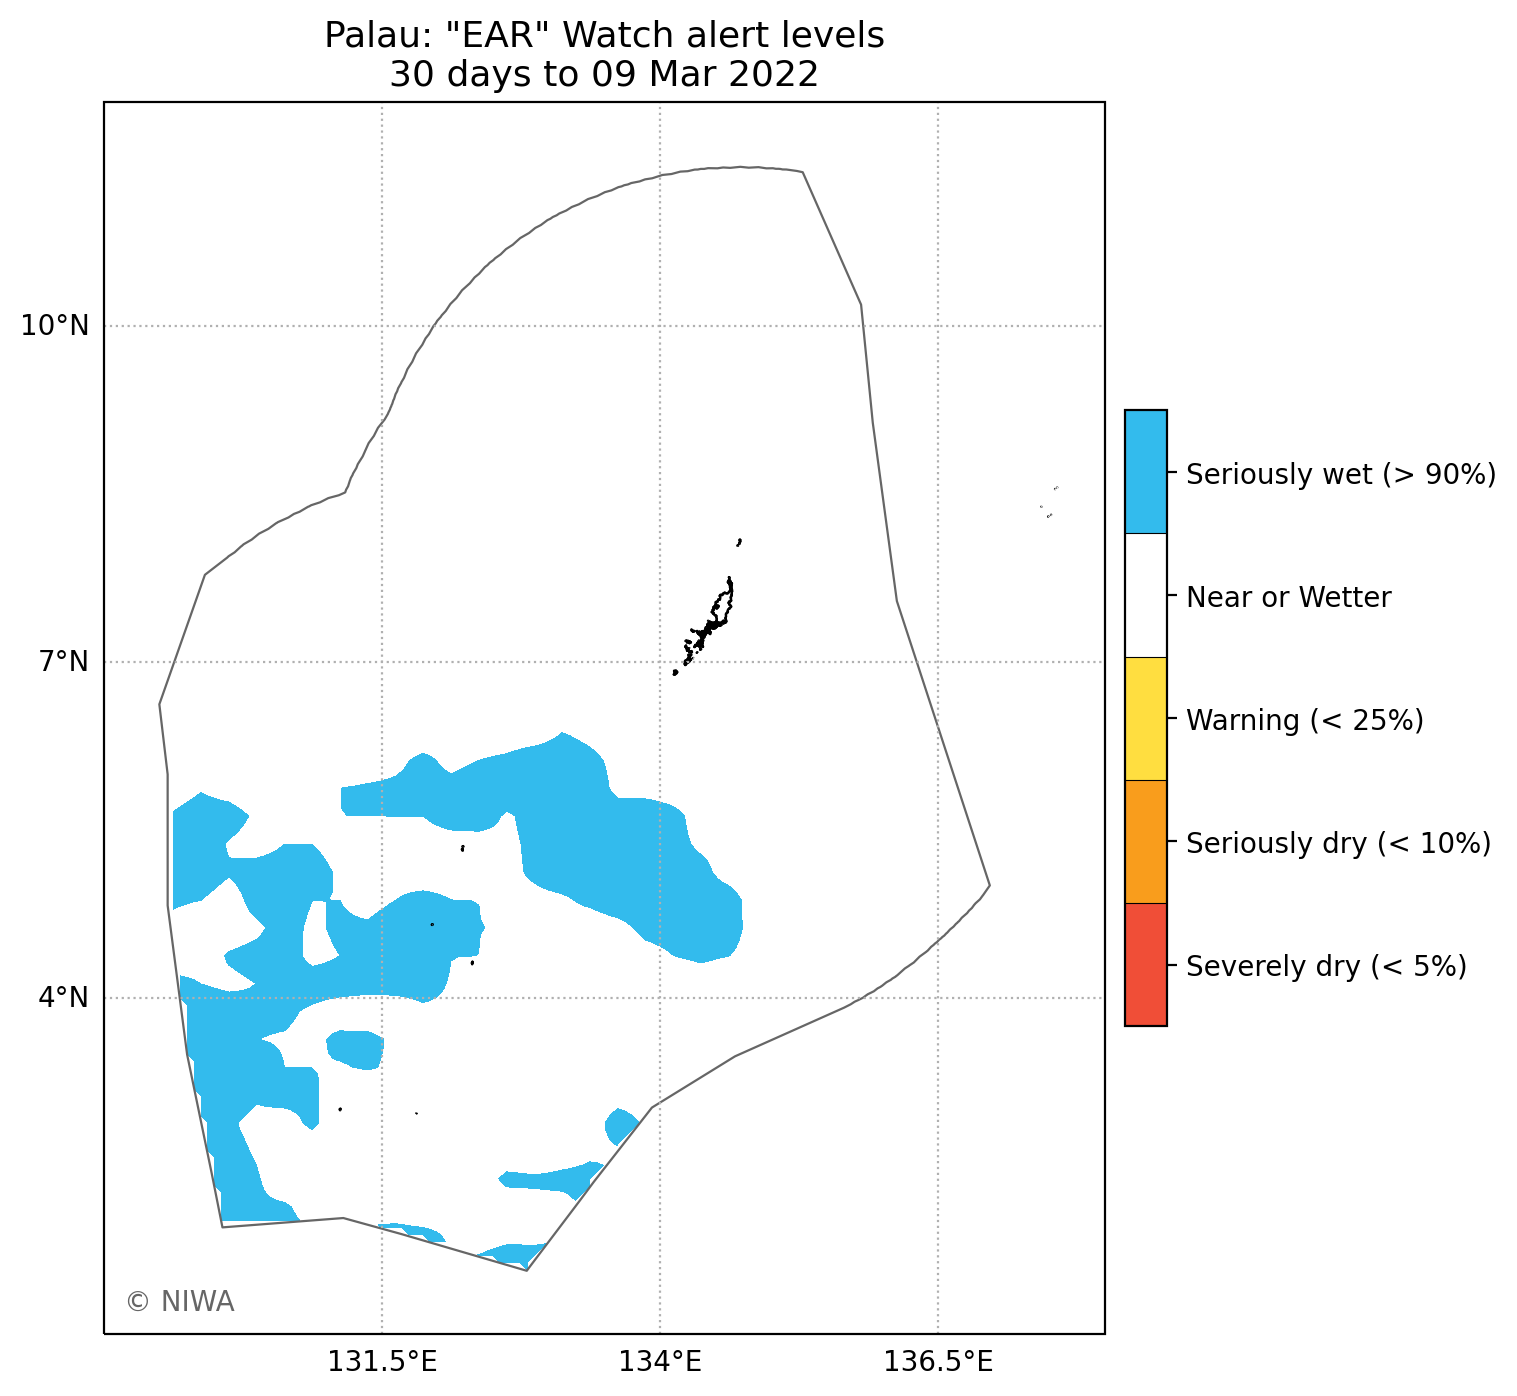 Palau: "EAR" Watch alert levels
30 days to 09 Mar 2022
10°N
7°N
4°N
131.5°E
134°E
136.5°E
Seriously wet (> 90%)
Near or Wetter
Warning (< 25%)
Seriously dry (< 10%)
Severely dry (< 5%)
© NIWA